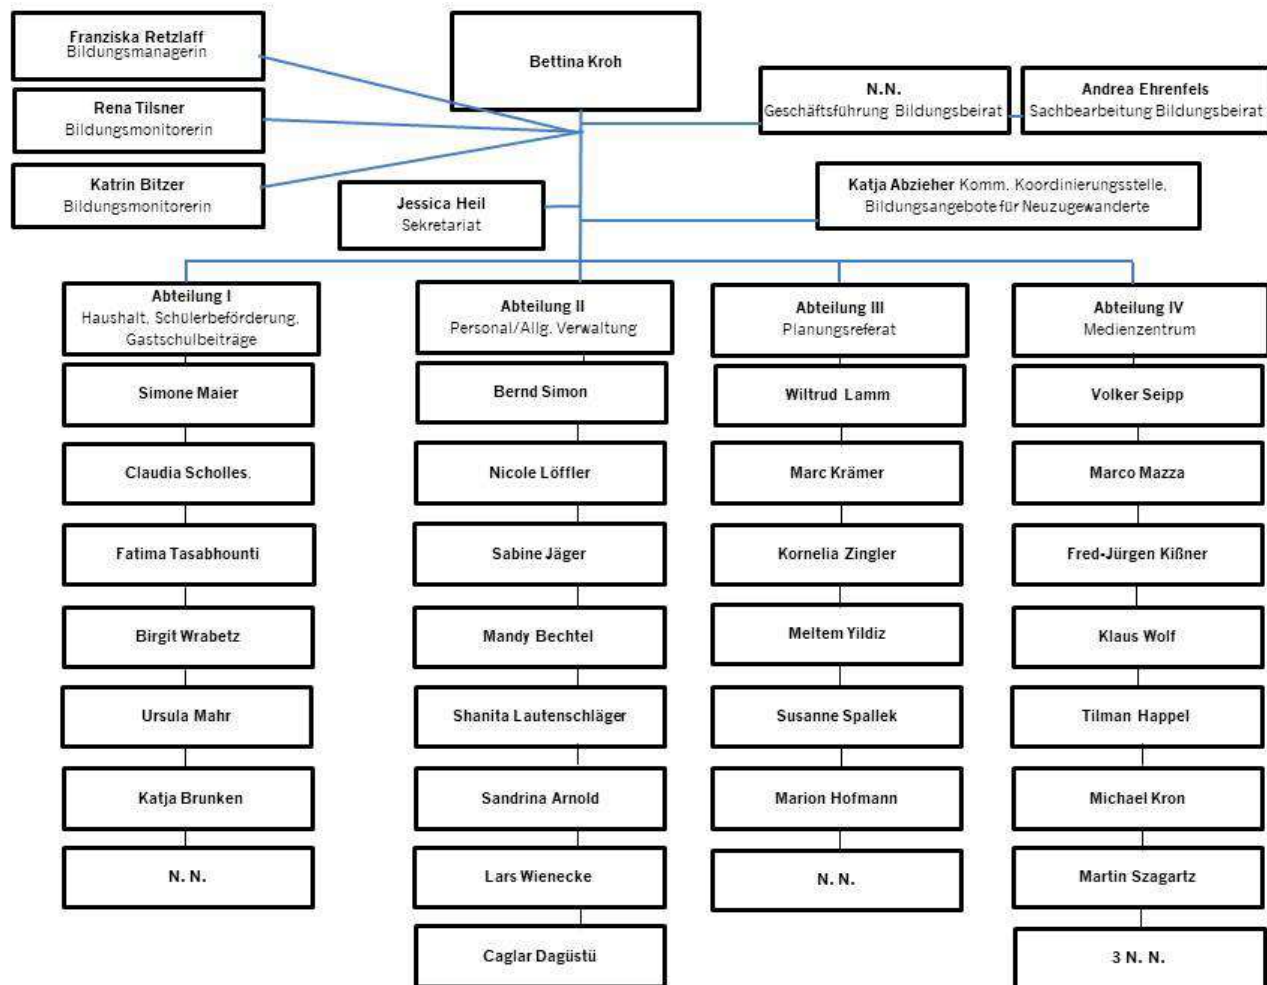 Franziska Retzlaff
Bildungsmanagerin
Rena Tilsner
Bildungsmonitorerin
Katrin Bitzer
Bildungsmonitorerin
Bettina Kroh
N.N.
Geschäftsführung Bildungsbeirat
Andrea Ehrenfels
Sachbearbeitung Bildungsbeirat
Jessica Heil
Sekretariat
Katja Abzieher Komm. Koordinierungsstelle,
Bildungsangebote für Neuzugewanderte
Abteilung I
Haushalt, Schülerbeförderung,
Gastschulbeiträge
Simone Maier
Claudia Scholles.
Fatima Tasabhounti
Birgit Wrabetz
Ursula Mahr
Katja Brunken
N. N.
Abteilung II
Personal/Allg. Verwaltung
Bernd Simon
Nicole Löffler
Sabine Jäger
Mandy Bechtel
Shanita Lautenschläger
Sandrina Arnold
Lars Wienecke
Caglar Dagüstü
Abteilung III
Planungsreferat
Wiltrud Lamm
Marc Krämer
Kornelia Zingler
Meltem Yildiz
Susanne Spallek
Marion Hofmann
N. N.
Abteilung IV
Medienzentrum
Volker Seipp
Marco Mazza
Fred-Jürgen Kißner
Klaus Wolf
Tilman Happel
Michael Kron
Martin Szagartz
3 N. N.